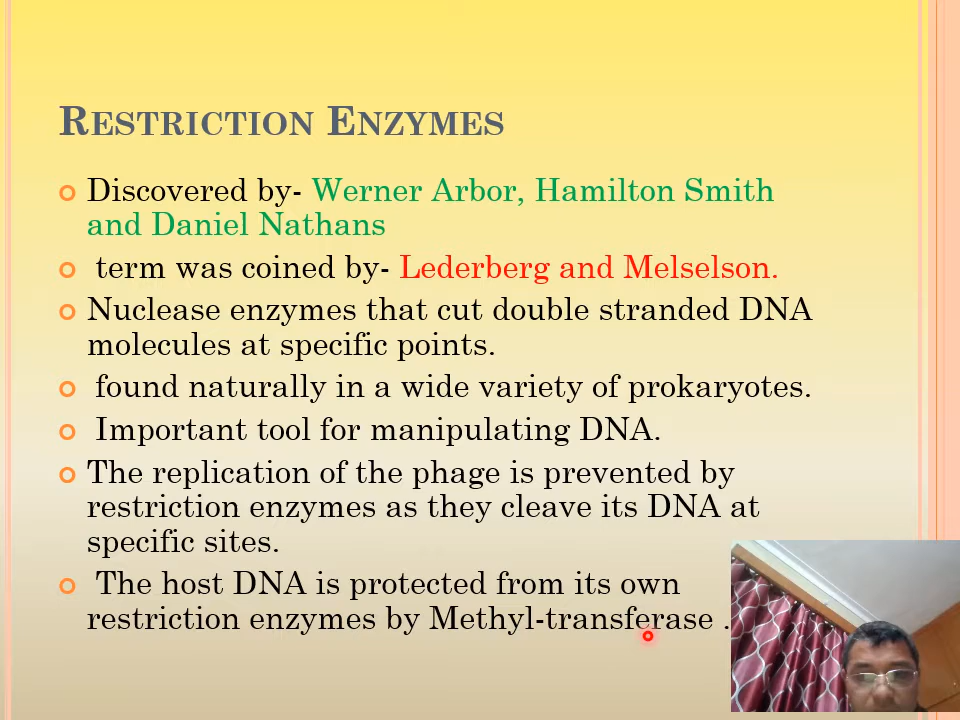 RESTRICTION ENZYMES
Discovered by- Werner Arbor, Hamilton Smith
and Daniel Nathans
term was coined by- Lederberg and Melselson.
Nuclease enzymes that cut double stranded DNA
molecules at specific points.
found naturally in a wide variety of prokaryotes.
Important tool for manipulating DNA.
The replication of the phage is prevented by
restriction enzymes as they cleave its DNA at
specific sites.
The host DNA is protected from its own
restriction enzymes by Methyl-transferase .